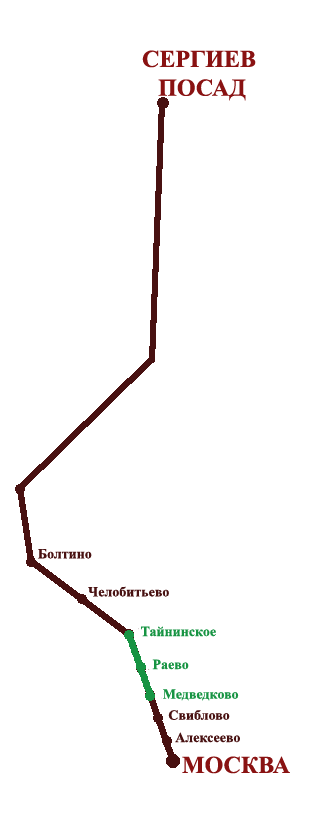 СЕРГИЕВ
ПОСАД
Болтино
Челобитьево
Тайнинское
Раево
Медведково
Свиблово
Алексеево
МОСКВА